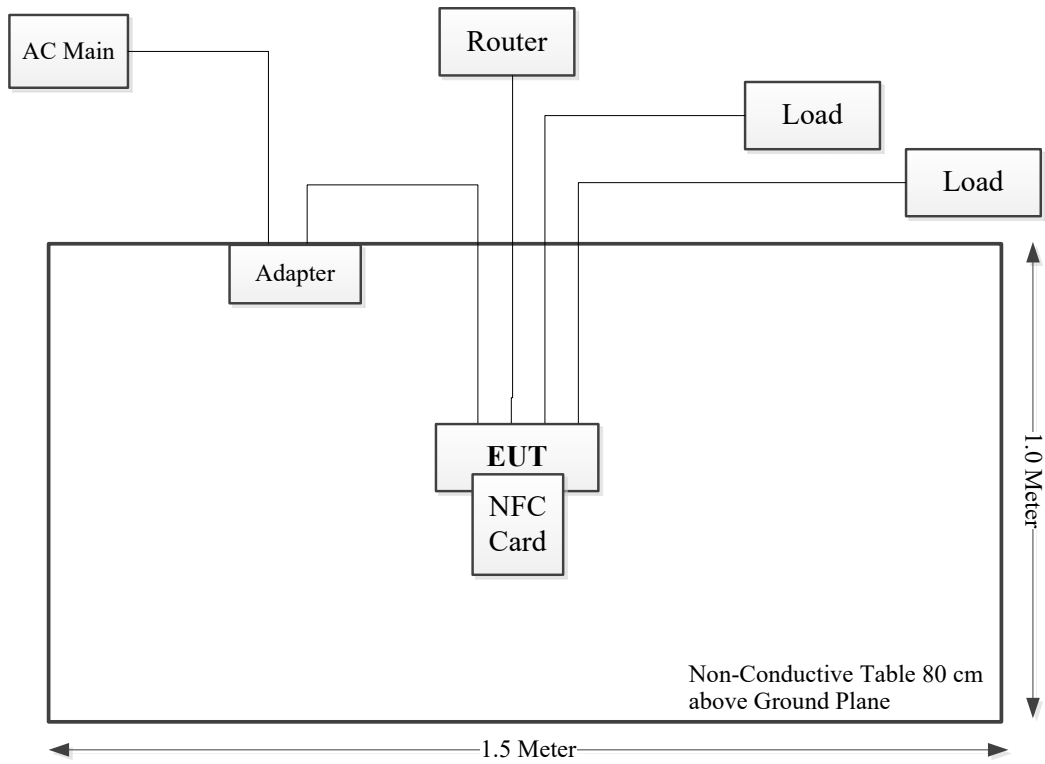 AC Main
Router
Load
Load
Adapter
EUT
NFC
Card
1.0 Meter
Non-Conductive Table 80 cm
above Ground Plane
1.5 Meter